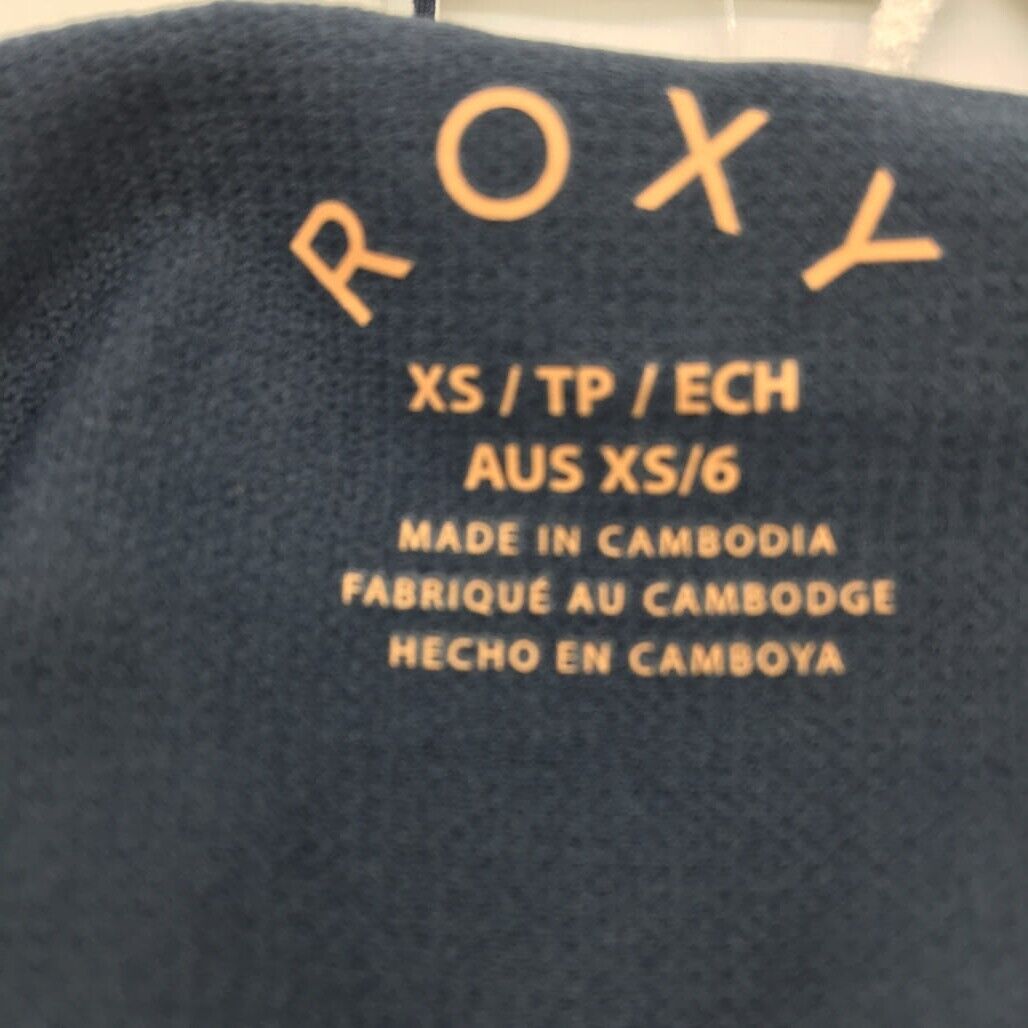 ROXY
XS / TP / ECH
AUS XS/6
MADE IN CAMBODIA
FABRIQUÉ AU CAMBODGE
HECHO EN CAMBOYA